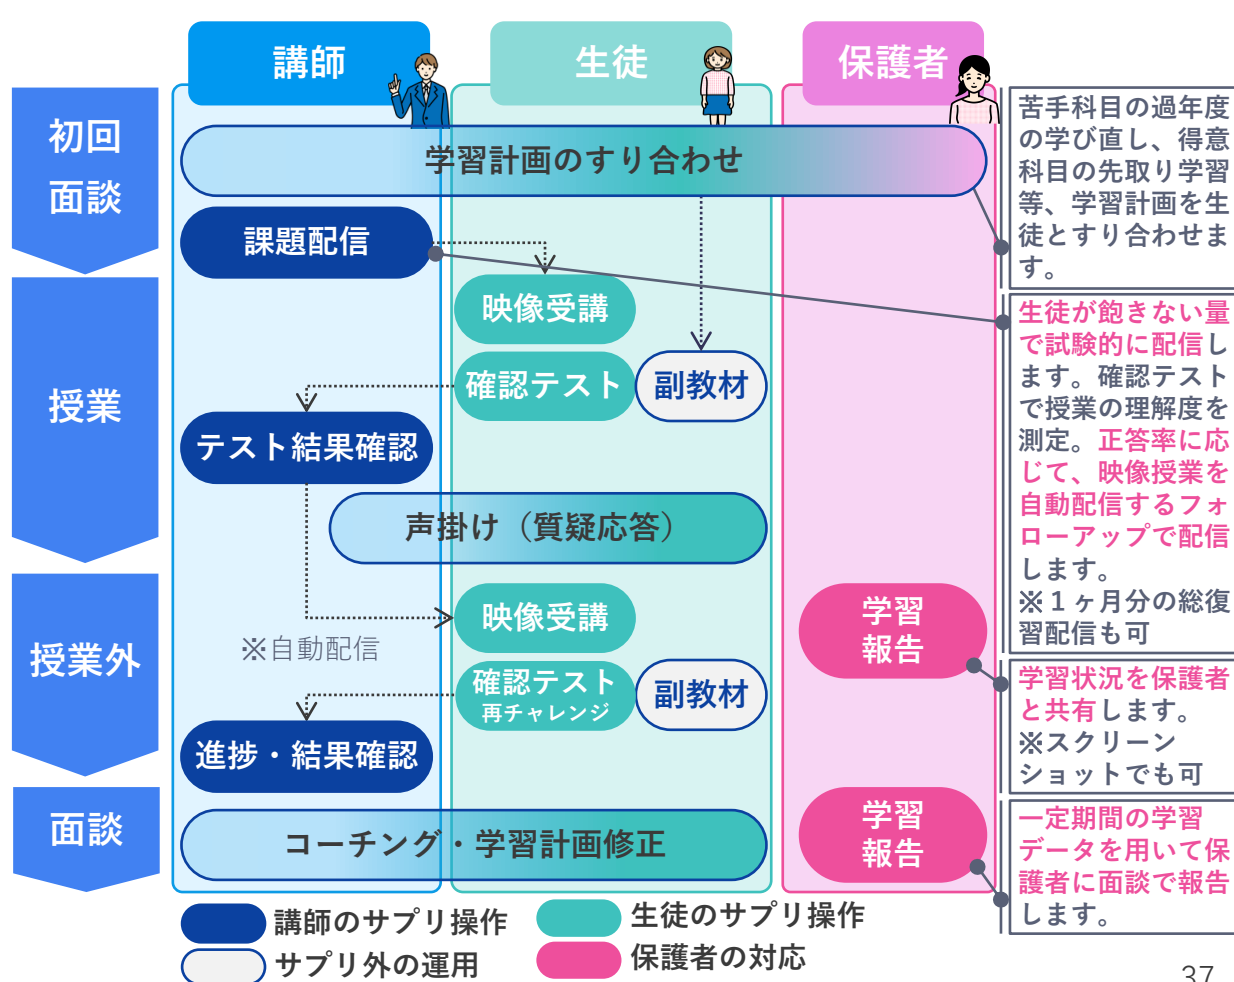 講師
生徒
保護者
初回
面談
学習計画のすり合わせ
課題配信
苦手科目の過年度
の学び直し、得意
科目の先取り学習
等、学習計画を生
徒とすり合わせま
す。
授業
映像受講
確認テスト
副教材
テスト結果確認
声掛け（質疑応答）
生徒が飽きない量
で試験的に配信し
ます。確認テスト
で授業の理解度を
測定。正答率に応
じて、映像授業を
自動配信するフォ
ローアップで配信
します。
※１ヶ月分の総復
習配信も可
授業外
映像受講
※自動配信
確認テスト
再チャレンジ
副教材
進捗・結果確認
学習
報告
学習状況を保護者
と共有します。
※スクリーン
ショットでも可
面談
コーチング・学習計画修正
学習
報告
一定期間の学習
データを用いて保
護者に面談で報告
します。
講師のサプリ操作
生徒のサプリ操作
サプリ外の運用
保護者の対応
37